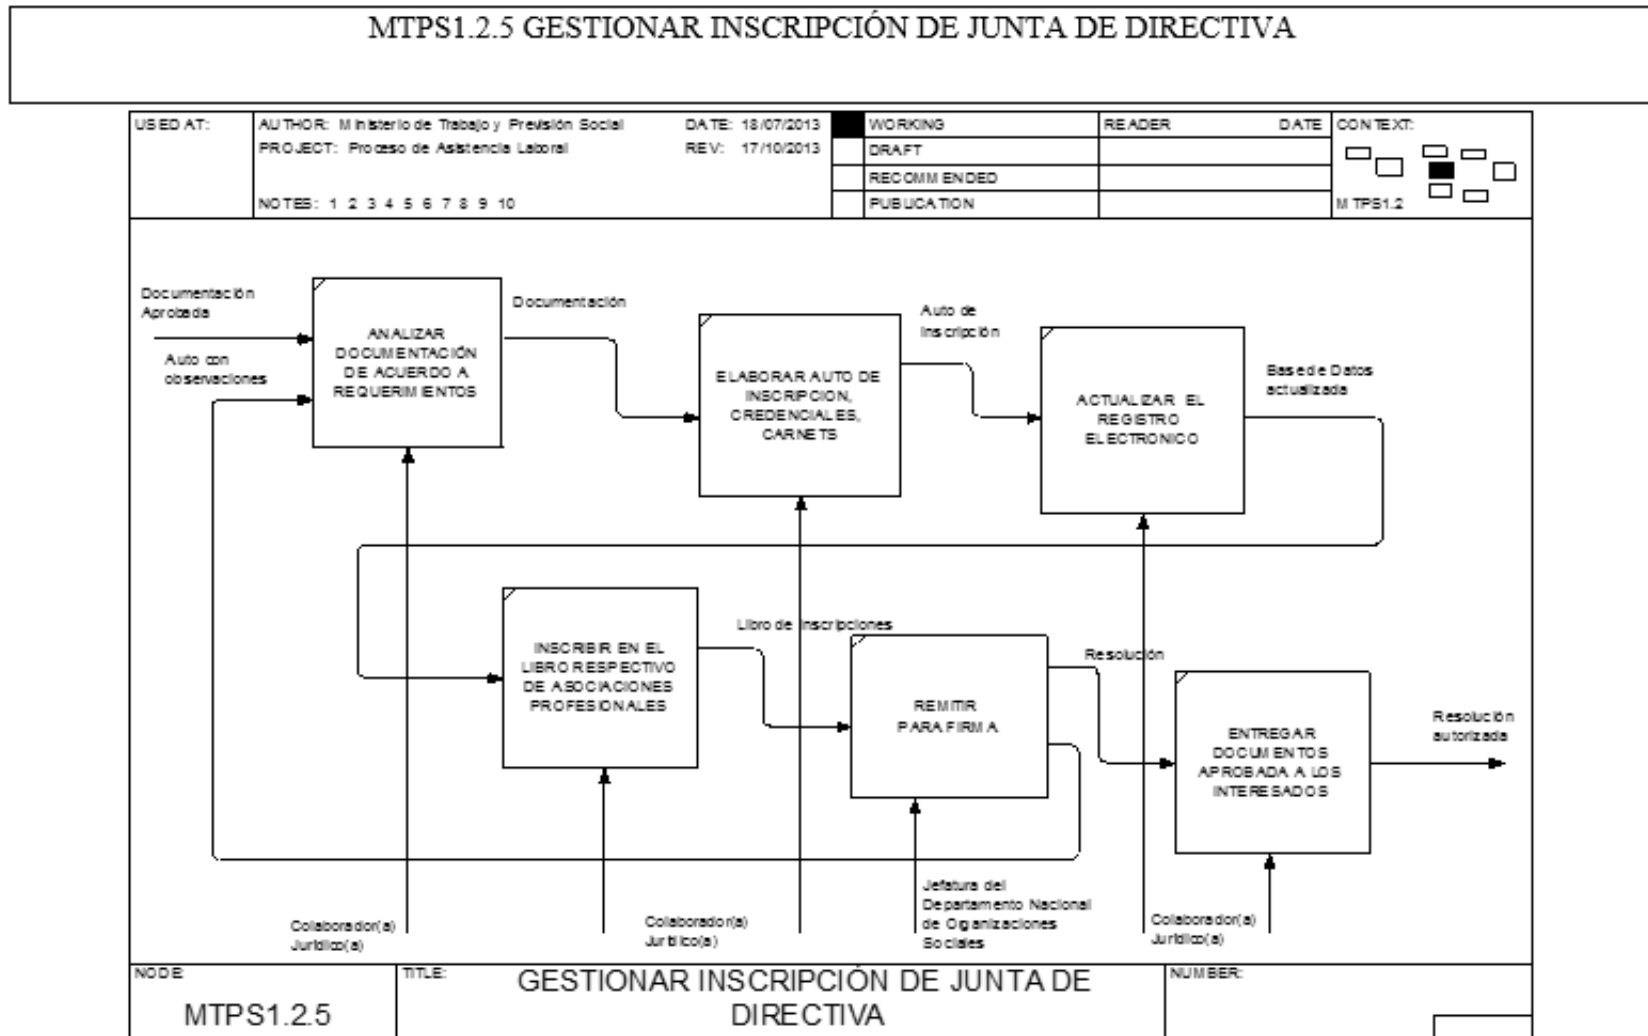 MTPS1.2.5 GESTIONAR INSCRIPCIÓN DE JUNTA DE DIRECTIVA
USED AT:
AUTHOR: Ministerio de Trabajo y Previsión Social
DATE: 18/07/2013
PROJECT: Proceso de Asistencia Laboral
REV: 17/10/2013
NOTES: 1 2 3 4 5 6 7 8 9 10
WORKING
DRAFT
RECOMMENDED
PUBLICATION
READER DATE
CONTEXT:
MTPS1.2
Documentación
Aprobada
Auto con
observaciones
ANALIZAR
DOCUMENTACIÓN
DE ACUERDO A
REQUERIMIENTOS
Documentación
ELABORAR AUTO DE
INSCRIPCION,
CREDENCIALES,
CARNETS
Auto de
Inscripción
ACTUALIZAR EL
REGISTRO
ELECTRONICO
Base de Datos
actualizada
INSCRIBIR EN EL
LIBRO RESPECTIVO
DE ASOCIACIONES
PROFESIONALES
Libro de Inscripciones
REMITIR
PARA FIRMA
Resolución
ENTREGAR
DOCUMENTOS
APROBADA A LOS
INTERESADOS
Resolución
autorizada
Colaborador(a)
Jurídico(a)
Colaborador(a)
Jurídico(a)
Jefatura del
Departamento Nacional
de Organizaciones
Sociales
Colaborador(a)
Jurídico(a)
NODE:
MTPS1.2.5
TITLE:
GESTIONAR INSCRIPCIÓN DE JUNTA DE
DIRECTIVA
NUMBER: